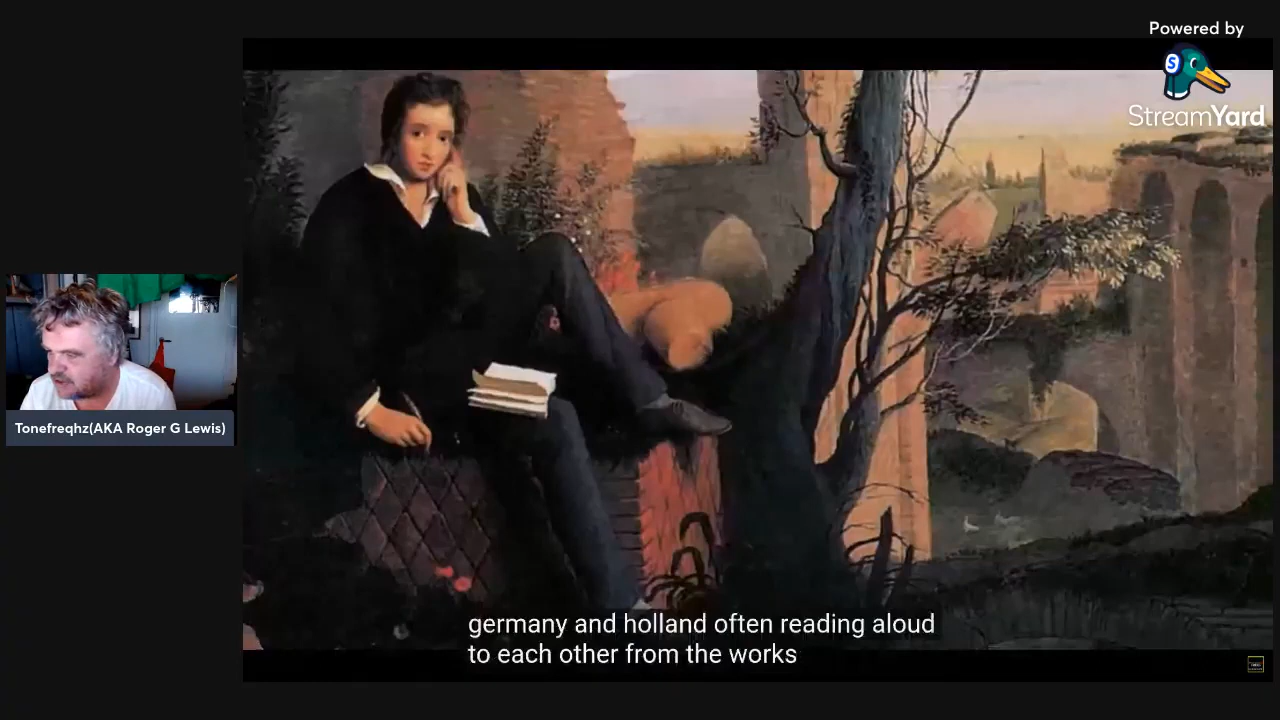 Powered by
S
StreamYard
Tonefreqhz(AKA Roger G Lewis)
germany and holland often reading aloud
to each other from the works